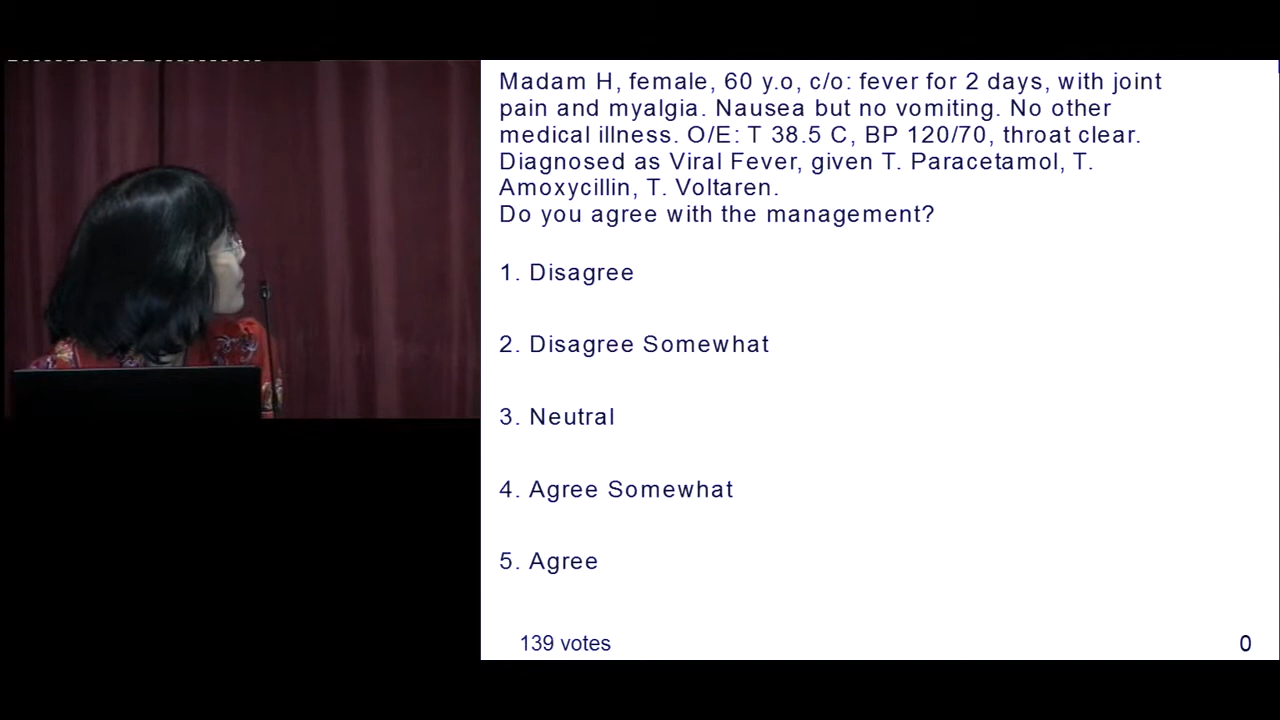 Madam H, female, 60 y.o, c/o: fever for 2 days, with joint
pain and myalgia. Nausea but no vomiting. No other
medical illness. O/E: T 38.5 C, BP 120/70, throat clear.
Diagnosed as Viral Fever, given T. Paracetamol, T.
Amoxycillin, T. Voltaren.
Do you agree with the management?
1. Disagree
2. Disagree Somewhat
3. Neutral
4. Agree Somewhat
5. Agree
139 votes
0